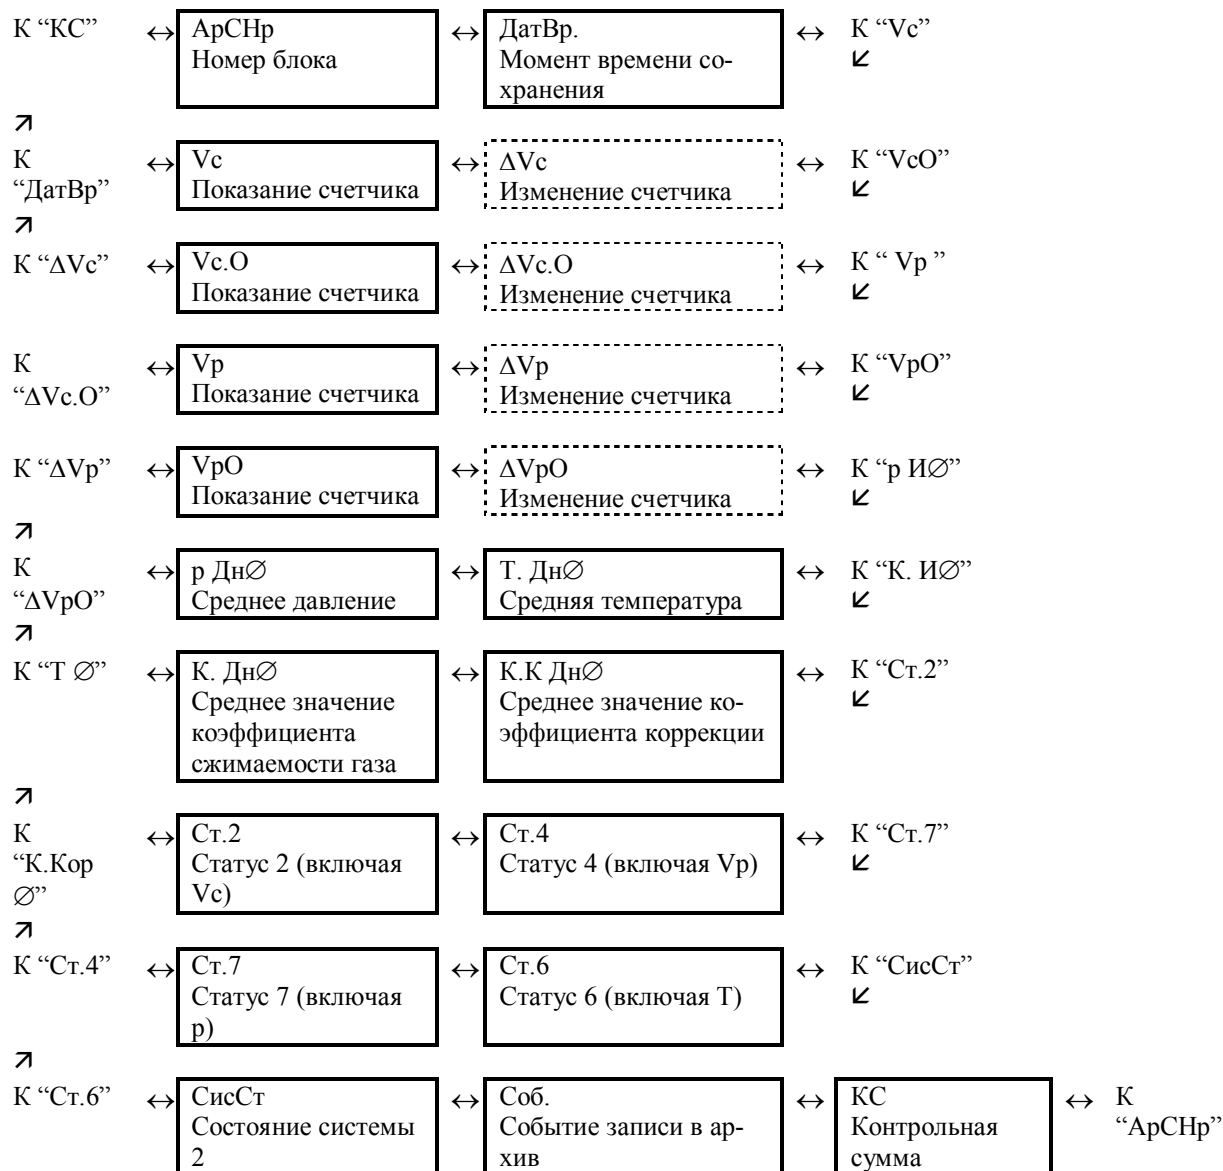 К “КС” ↔ АрСНр ↔ ДатВр. ↔ К “Vc”
Номер блока Момент времени со- ↙
хранения
↗
К ↔ Vc ↔ ΔVc ↔ К “VcO”
“ДатВр” Показание счетчика Изменение счетчика ↙
↗
К “ΔVc” ↔ Vc.O ↔ ΔVc.O ↔ К “ Vp ”
Показание счетчика Изменение счетчика ↙
К ↔ Vp ↔ ΔVp ↔ К “VpO”
“ΔVc.O” Показание счетчика Изменение счетчика ↙
К “ΔVp” ↔ VpO ↔ ΔVpO ↔ К “p И∅”
Показание счетчика Изменение счетчика ↙
↗
К ↔ р Дн∅ ↔ Т. Дн∅ ↔ К “К. И∅”
“ΔVpO” Среднее давление Средняя температура ↙
↗
К “Т ∅” ↔ К. Дн∅ ↔ К.К Дн∅ ↔ К “Ст.2”
Среднее значение Среднее значение ко- ↙
коэффициента эффициента коррекции
сжимаемости газа
↗
К ↔ Ст.2 ↔ Ст.4 ↔ К “Ст.7”
“К.Кор Статус 2 (включая Статус 4 (включая Vp) ↙
∅” Vc)
↗
К “Ст.4” ↔ Ст.7 ↔ Ст.6 ↔ К “СисСт”
Статус 7 (включая Статус 6 (включая Т) ↙
р)
↗
К “Ст.6” ↔ СисСт ↔ Соб. ↔ КС ↔ К
Состояние системы Событие записи в ар- Контрольная “АрСНр”
2 хив сумма